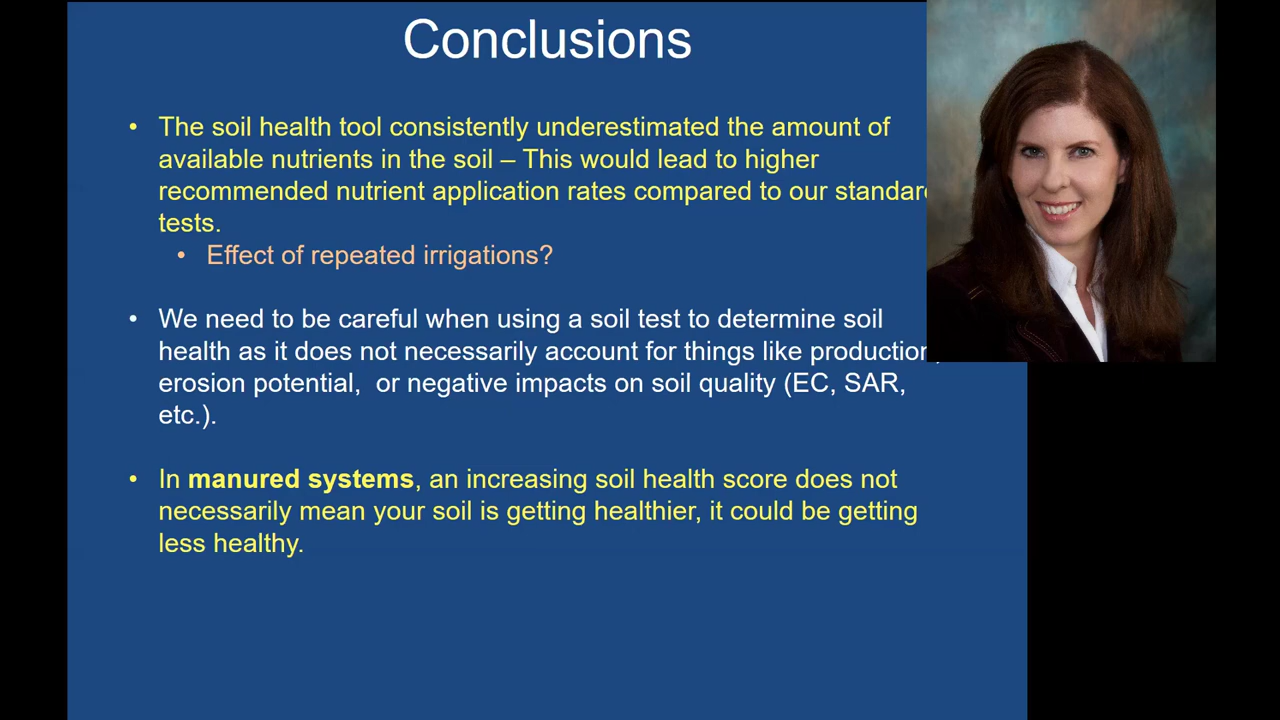 Conclusions
• The soil health tool consistently underestimated the amount of
available nutrients in the soil – This would lead to higher
recommended nutrient application rates compared to our standard
tests.
• Effect of repeated irrigations?
• We need to be careful when using a soil test to determine soil
health as it does not necessarily account for things like production,
erosion potential,  or negative impacts on soil quality (EC, SAR,
etc.).
• In manured systems, an increasing soil health score does not
necessarily mean your soil is getting healthier, it could be getting
less healthy.